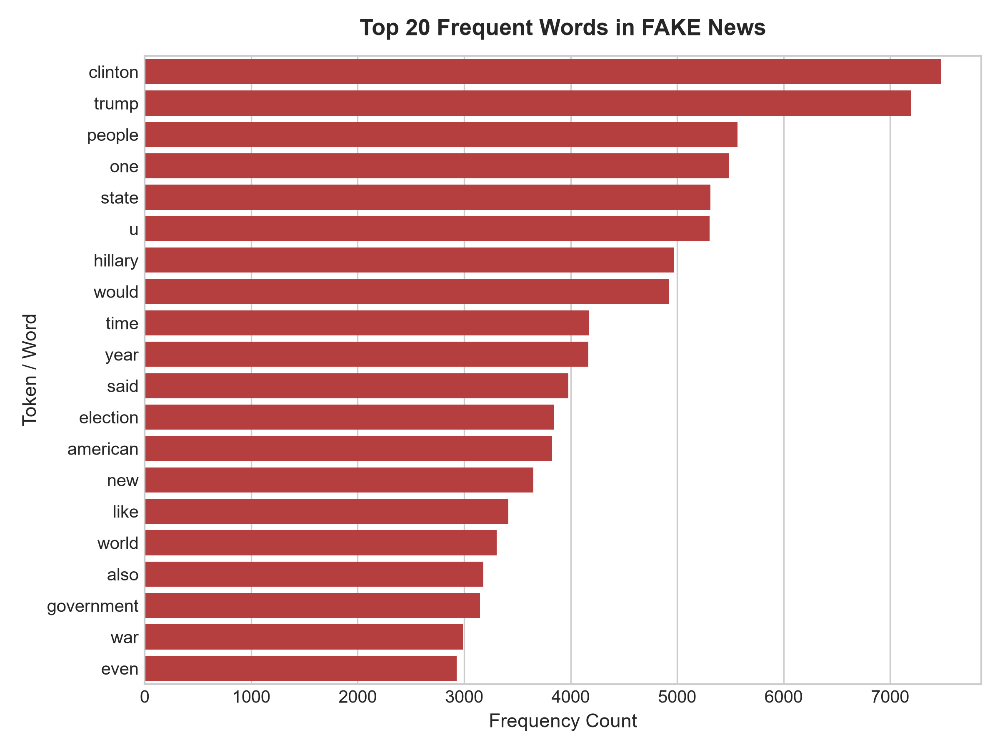 Top 20 Frequent Words in FAKE News
clinton
trump
people
one
state
u
hillary
would
time
year
said
election
american
new
like
world
also
government
war
even
Token / Word
0 1000 2000 3000 4000 5000 6000 7000
Frequency Count